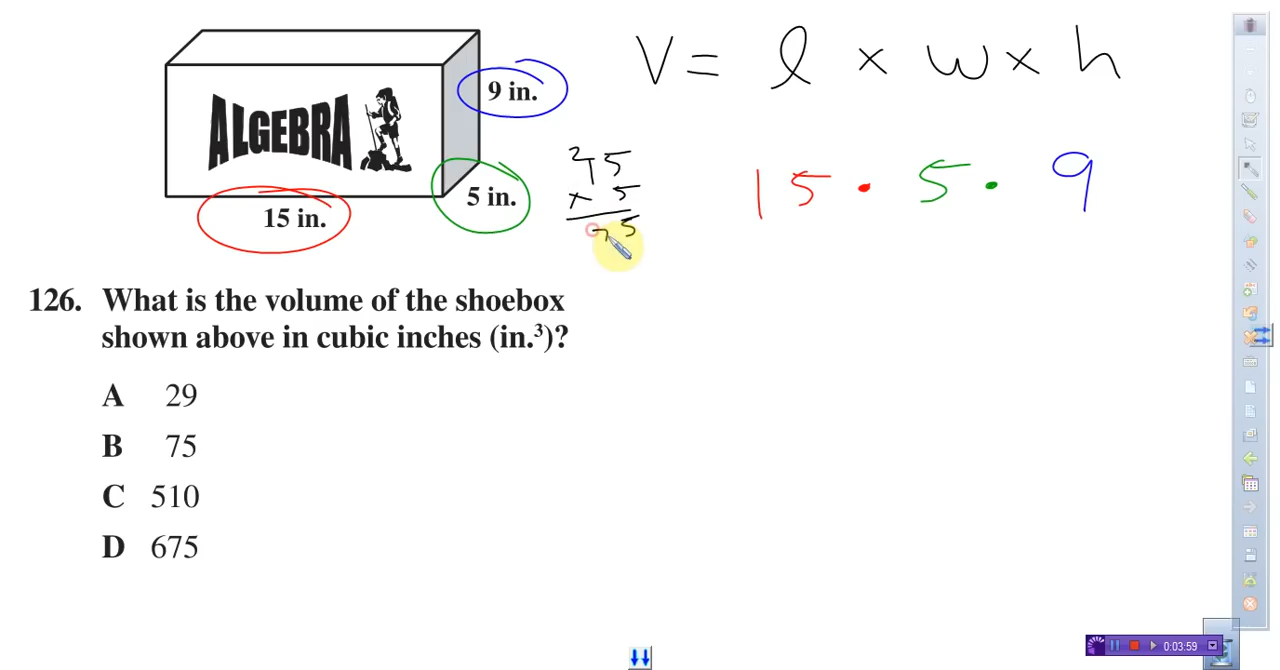 V = l × w × h
9 in.
ALGEBRA
15
× 5
75
15 · 5 · 9
5 in.
15 in.
126. What is the volume of the shoebox
shown above in cubic inches (in.³)?
A 29
B 75
C 510
D 675
0:03:59